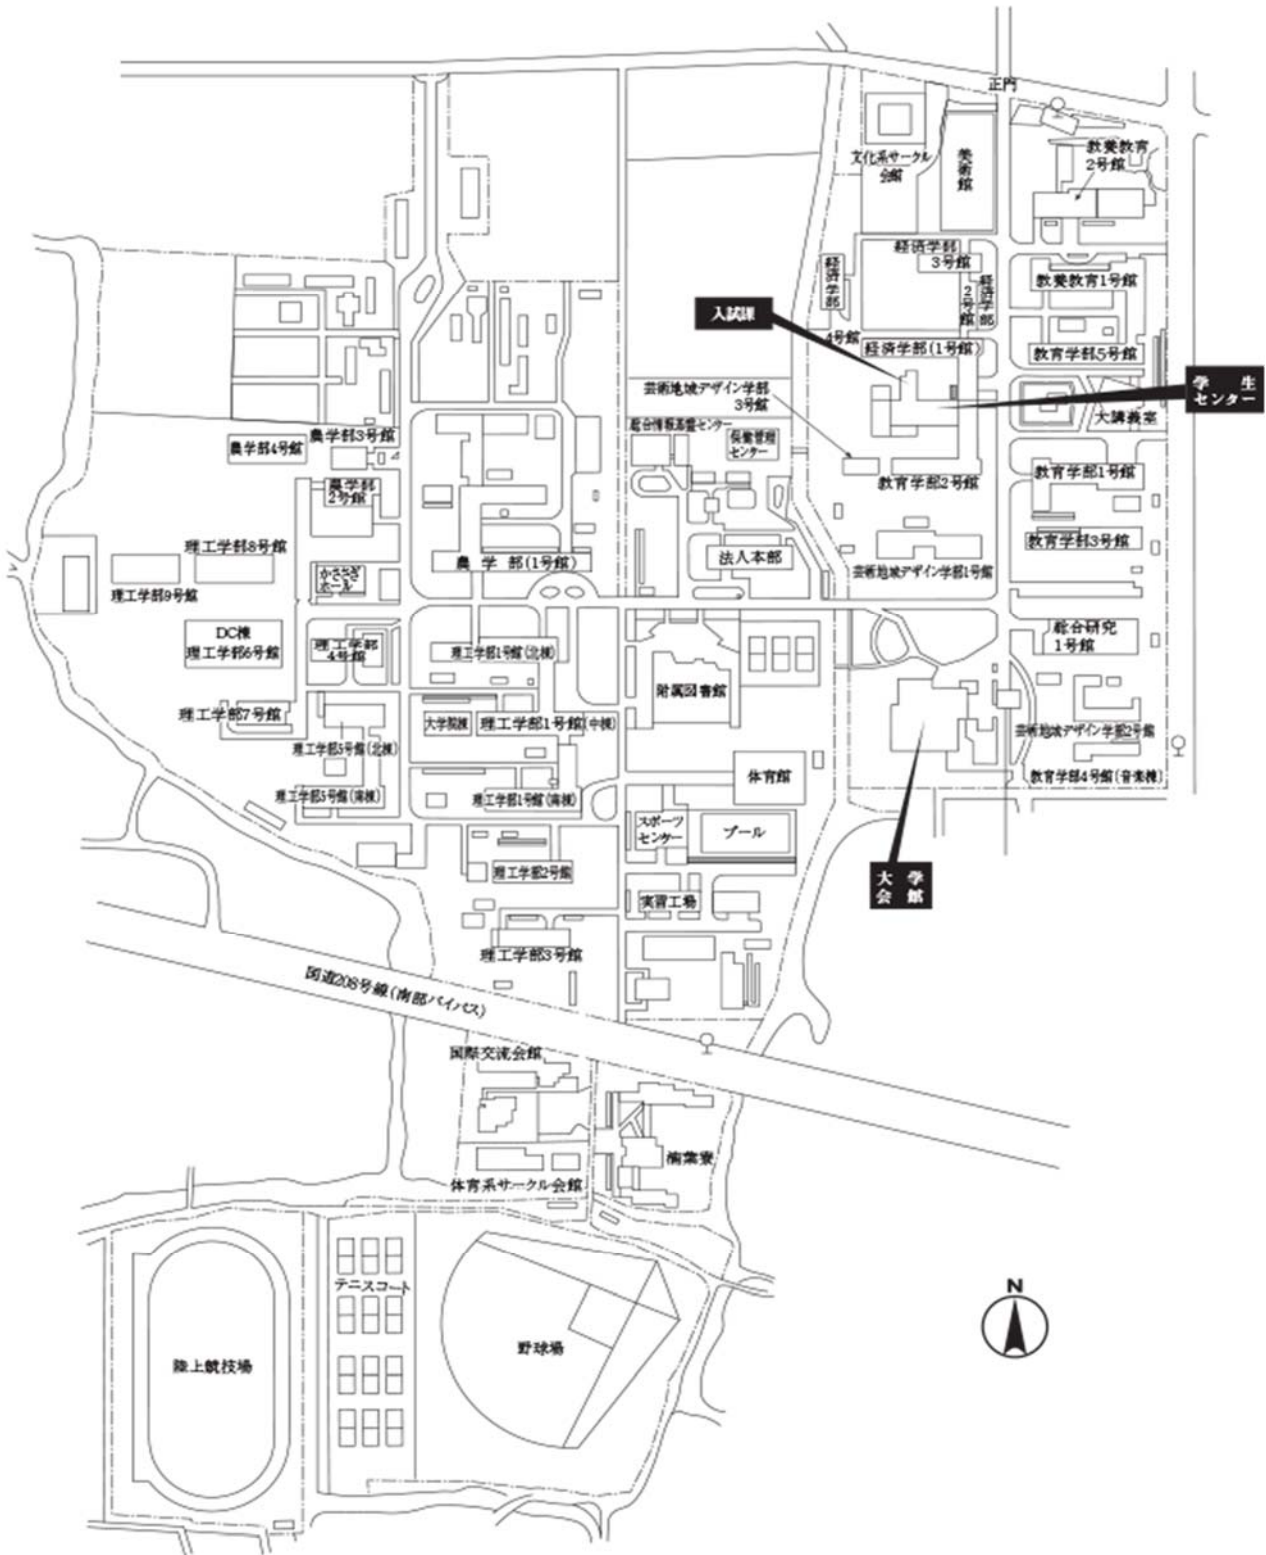 正門
教養教育
2号館
文化系サークル
会館
美術館
経済学部
3号館
経済学部
2号館
経済学部
4号館
教養教育1号館
入試課
経済学部(1号館)
教育学部5号館
学生
センター
芸術地域デザイン学部
3号館
大講義室
総合情報基盤センター
保健管理
センター
農学部3号館
農学部4号館
教育学部1号館
教育学部2号館
農学部
2号館
理工学部8号館
教育学部3号館
農学部(1号館)
法人本部
芸術地域デザイン学部1号館
かささぎ
ホール
理工学部9号館
DC棟
理工学部6号館
理工学部
4号館
理工学部1号館(北棟)
総合研究
1号館
附属図書館
理工学部7号館
大学院棟
理工学部1号館(中棟)
芸術地域デザイン学部2号館
理工学部5号館(北棟)
体育館
教育学部4号館(音楽棟)
理工学部5号館(南棟)
理工学部1号館(南棟)
スポーツ
センター
プール
理工学部2号館
大学
会館
実習工場
理工学部3号館
国道208号線(南部バイパス)
国際交流会館
楠葉寮
体育系サークル会館
テニスコート
N
野球場
陸上競技場